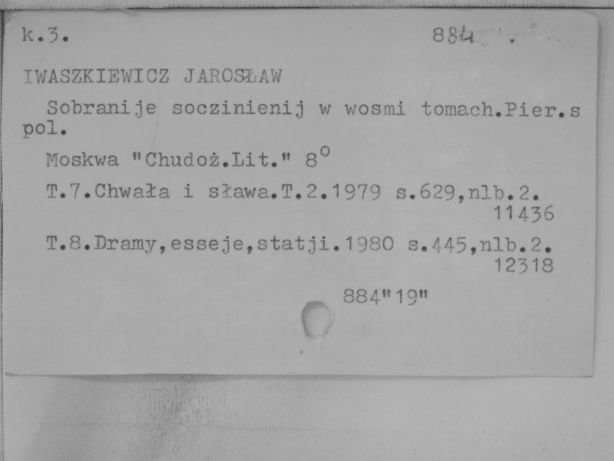 k.3. 884
IWASZKIEWICZ JAROSŁAW
Sobranije soczinienij w wosmi tomach.Pier.s
pol.
Moskwa "Chudoż.Lit." 8⁰
T.7.Chwała i sława.T.2.1979 s.629,nlb.2.
11436
T.8.Dramy,esseje,statji.1980 s.445,nlb.2.
12318
884"19"